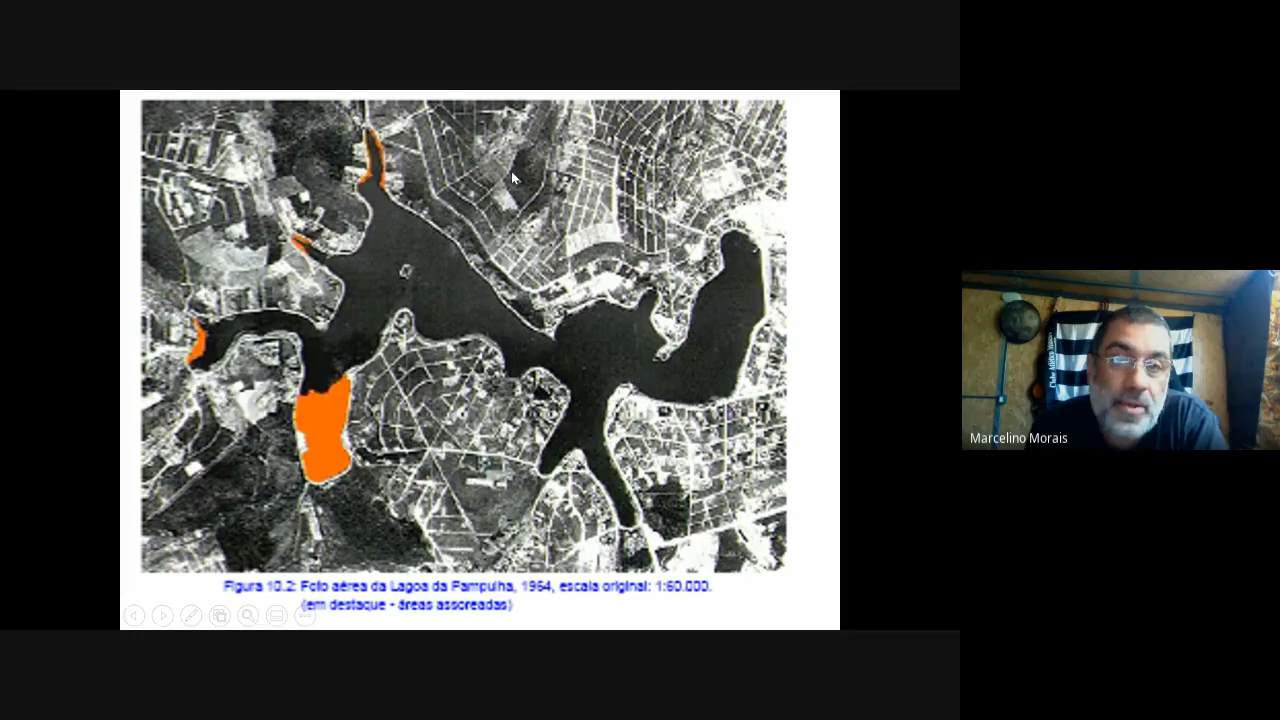 Figura 10.2: Foto aérea da Lagoa da Pampulha, 1964, escala original: 1:60.000.
(em destaque - áreas assoreadas)
Marcelino Morais